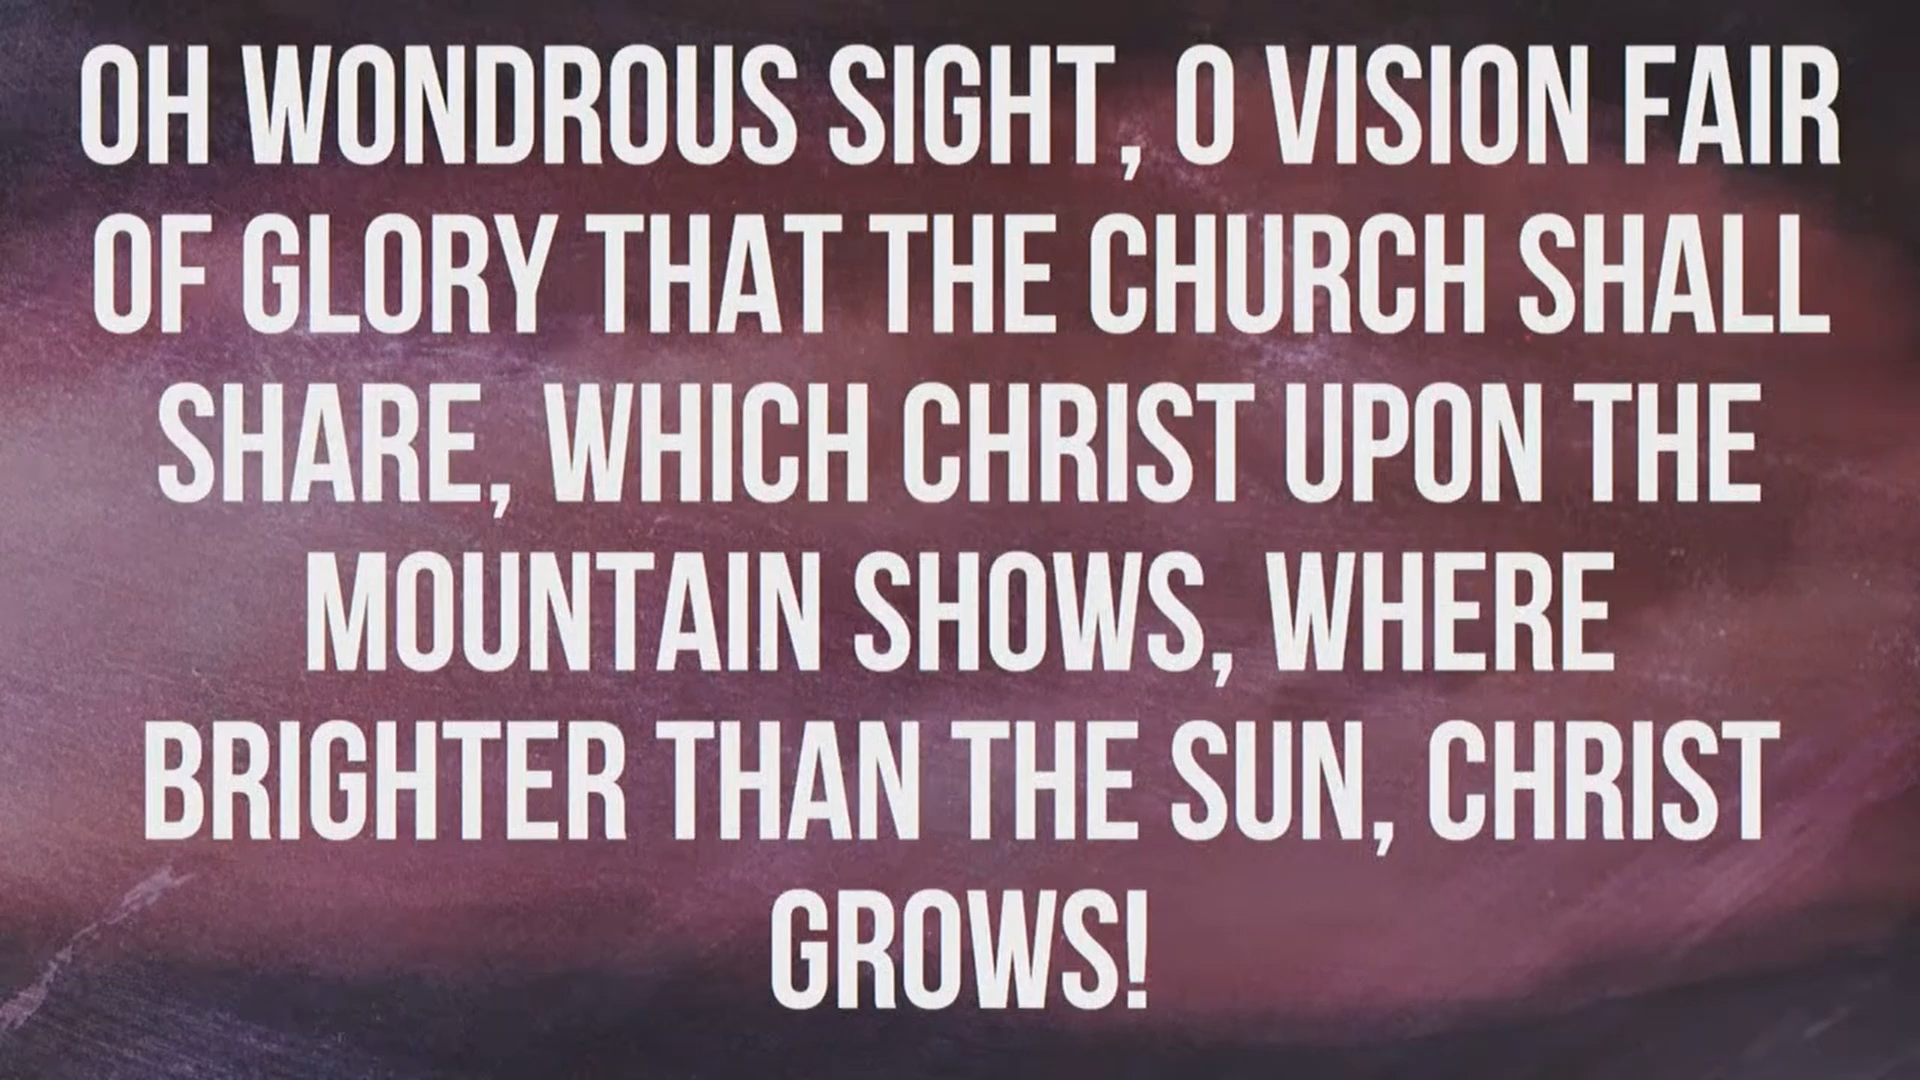 OH WONDROUS SIGHT, O VISION FAIR
OF GLORY THAT THE CHURCH SHALL
SHARE, WHICH CHRIST UPON THE
MOUNTAIN SHOWS, WHERE
BRIGHTER THAN THE SUN, CHRIST
GROWS!